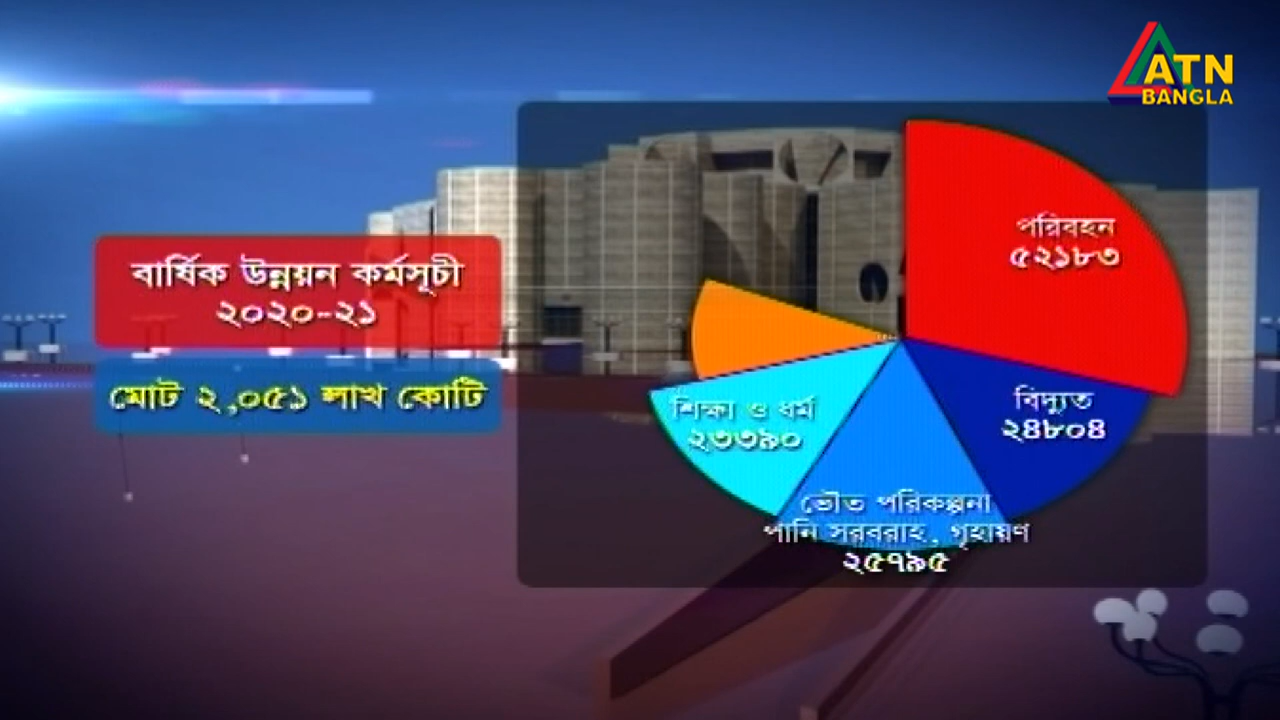 ATN
BANGLA
বার্ষিক উন্নয়ন কর্মসূচী
২০২০-২১
মোট ২,০৫১ লাখ কোটি
পরিবহন
৫২১৮৩
বিদ্যুত
২৪৮০৪
শিক্ষা ও ধর্ম
২৩৩৯০
ভৌত পরিকল্পনা
পানি সরবরাহ, গৃহায়ণ
২৫৭৯৫